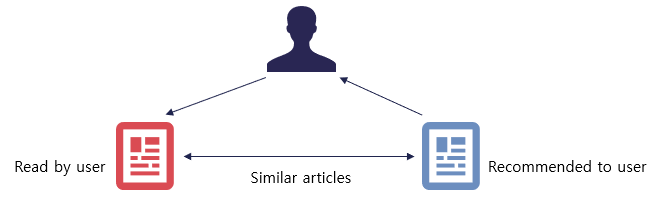 Read by user
Similar articles
Recommended to user